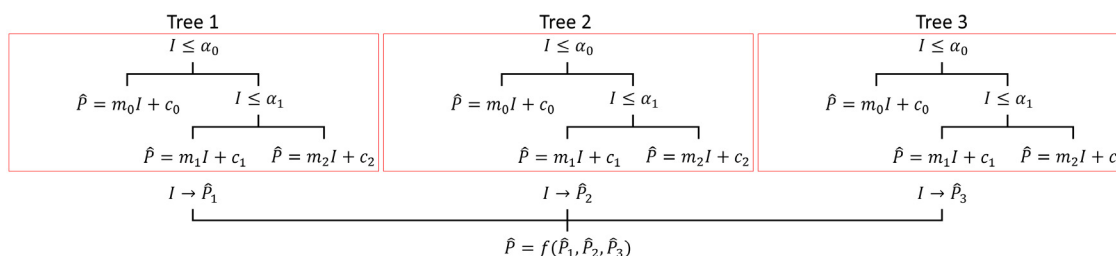 Tree 1 Tree 2 Tree 3
I ≤ α₀ I ≤ α₀ I ≤ α₀
P̂ = m₀I + c₀ I ≤ α₁ P̂ = m₀I + c₀ I ≤ α₁ P̂ = m₀I + c₀ I ≤ α₁
P̂ = m₁I + c₁ P̂ = m₂I + c₂ P̂ = m₁I + c₁ P̂ = m₂I + c₂ P̂ = m₁I + c₁ P̂ = m₂I + c
I → P̂₁ I → P̂₂ I → P̂₃
P̂ = f(P̂₁, P̂₂, P̂₃)